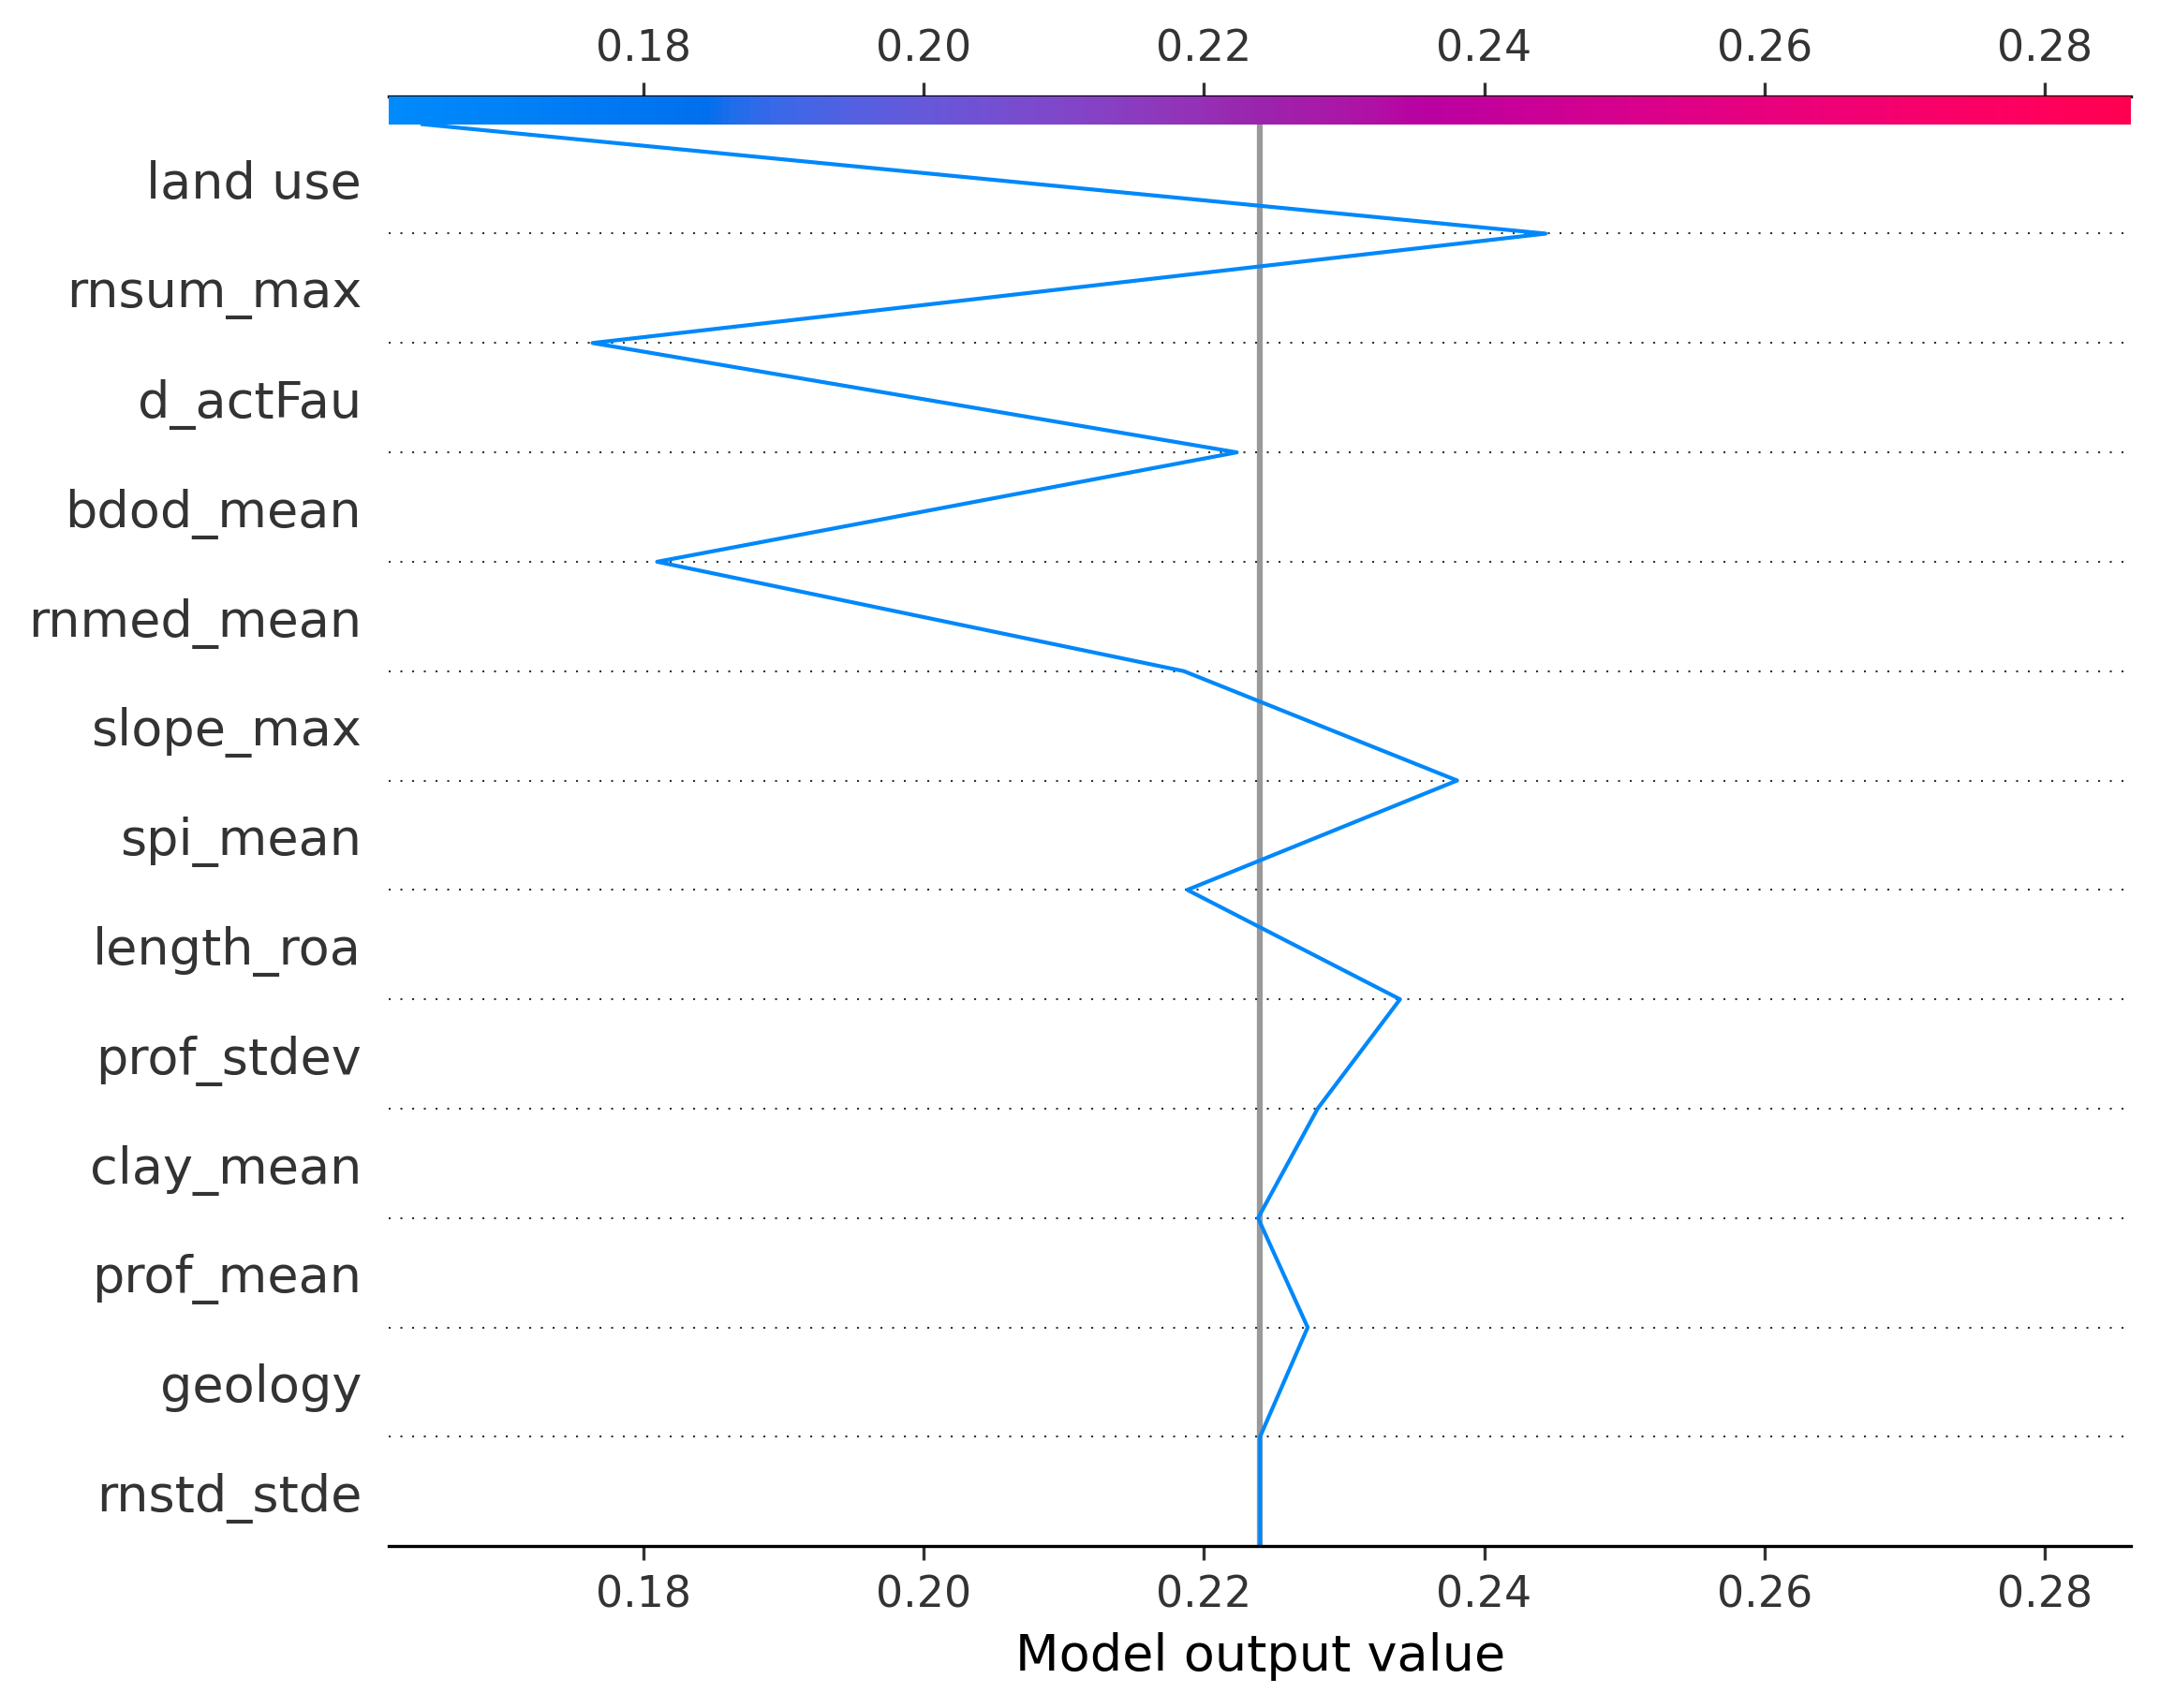 0.18 0.20 0.22 0.24 0.26 0.28
land use
rnsum_max
d_actFau
bdod_mean
rnmed_mean
slope_max
spi_mean
length_roa
prof_stdev
clay_mean
prof_mean
geology
rnstd_stde
0.18 0.20 0.22 0.24 0.26 0.28
Model output value